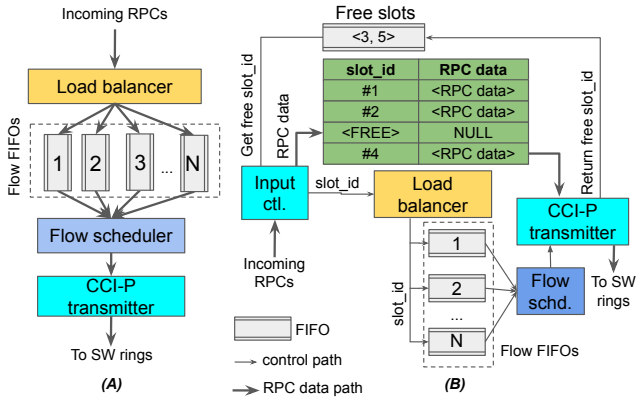 Incoming RPCs
Load balancer
Flow FIFOs
1
2
3
...
N
Flow scheduler
CCI-P
transmitter
To SW rings
(A)
Free slots
<3, 5>
Get free slot_id
RPC data
slot_id RPC data
#1 <RPC data>
#2 <RPC data>
<FREE> NULL
#4 <RPC data>
Return free slot_id
Input
ctl.
slot_id
Load
balancer
CCI-P
transmitter
Incoming
RPCs
slot_id
1
2
...
N
Flow
schd.
To SW
rings
Flow FIFOs
FIFO
control path
RPC data path
(B)